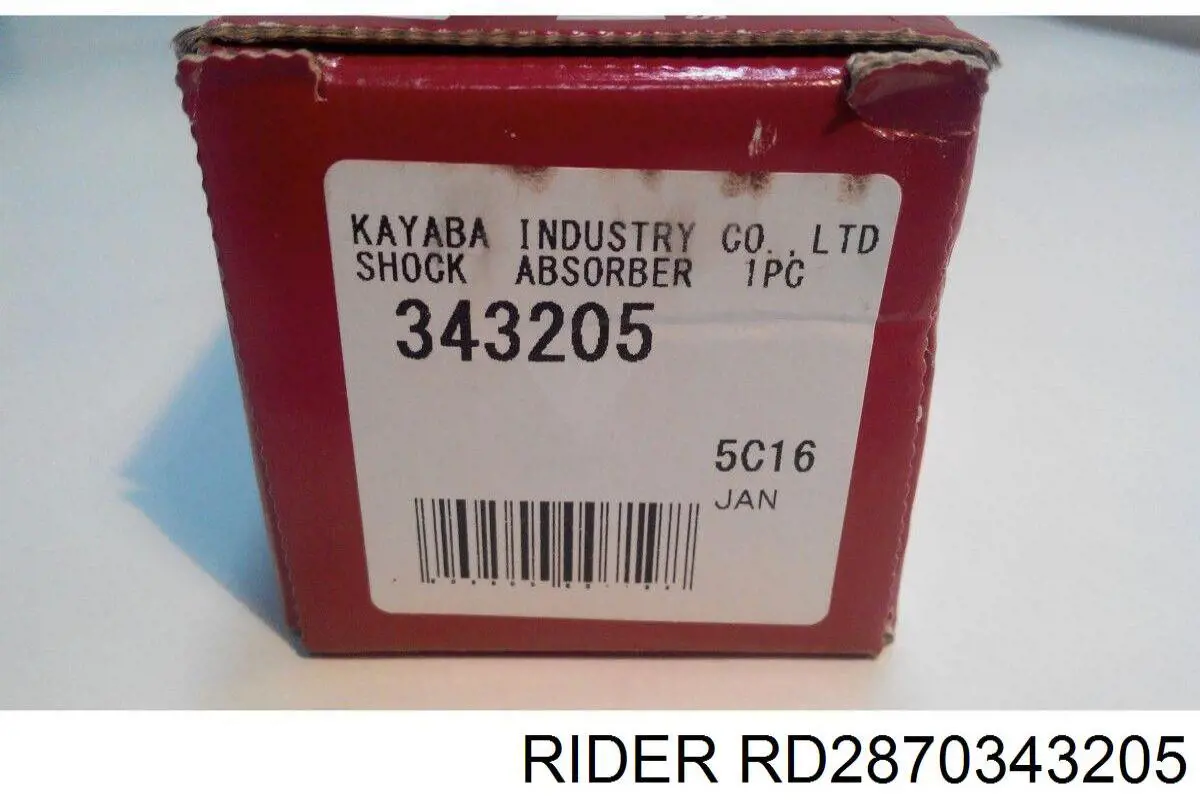 KAYABA INDUSTRY CO.,LTD
SHOCK ABSORBER 1PC
343205
5C16
JAN
RIDER RD2870343205